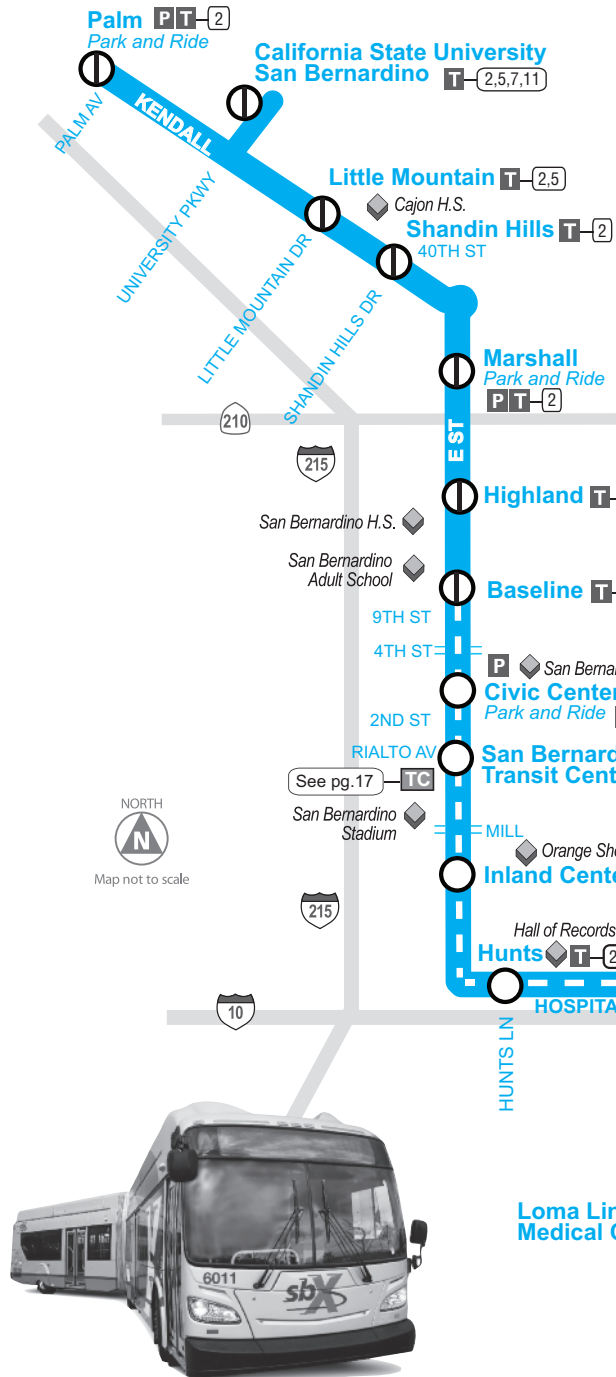 Palm P T 2
Park and Ride
California State University
San Bernardino T 2,5,7,11
PALM AV
KENDALL
UNIVERSITY PKWY
Little Mountain T 2,5
Cajon H.S.
LITTLE MOUNTAIN DR
Shandin Hills T 2
40TH ST
SHANDIN HILLS DR
Marshall
Park and Ride
P T 2
210
E ST
215
Highland T
San Bernardino H.S.
San Bernardino
Adult School
Baseline T
9TH ST
4TH ST
P San Berna
Civic Center
Park and Ride
2ND ST
RIALTO AV
San Bernard
Transit Cent
See pg.17 TC
San Bernardino
Stadium
MILL
NORTH
N
Map not to scale
Orange Sho
Inland Cente
215
Hall of Records
Hunts T 2
HOSPITA
10
HUNTS LN
Loma Lin
Medical C
6011
sbX